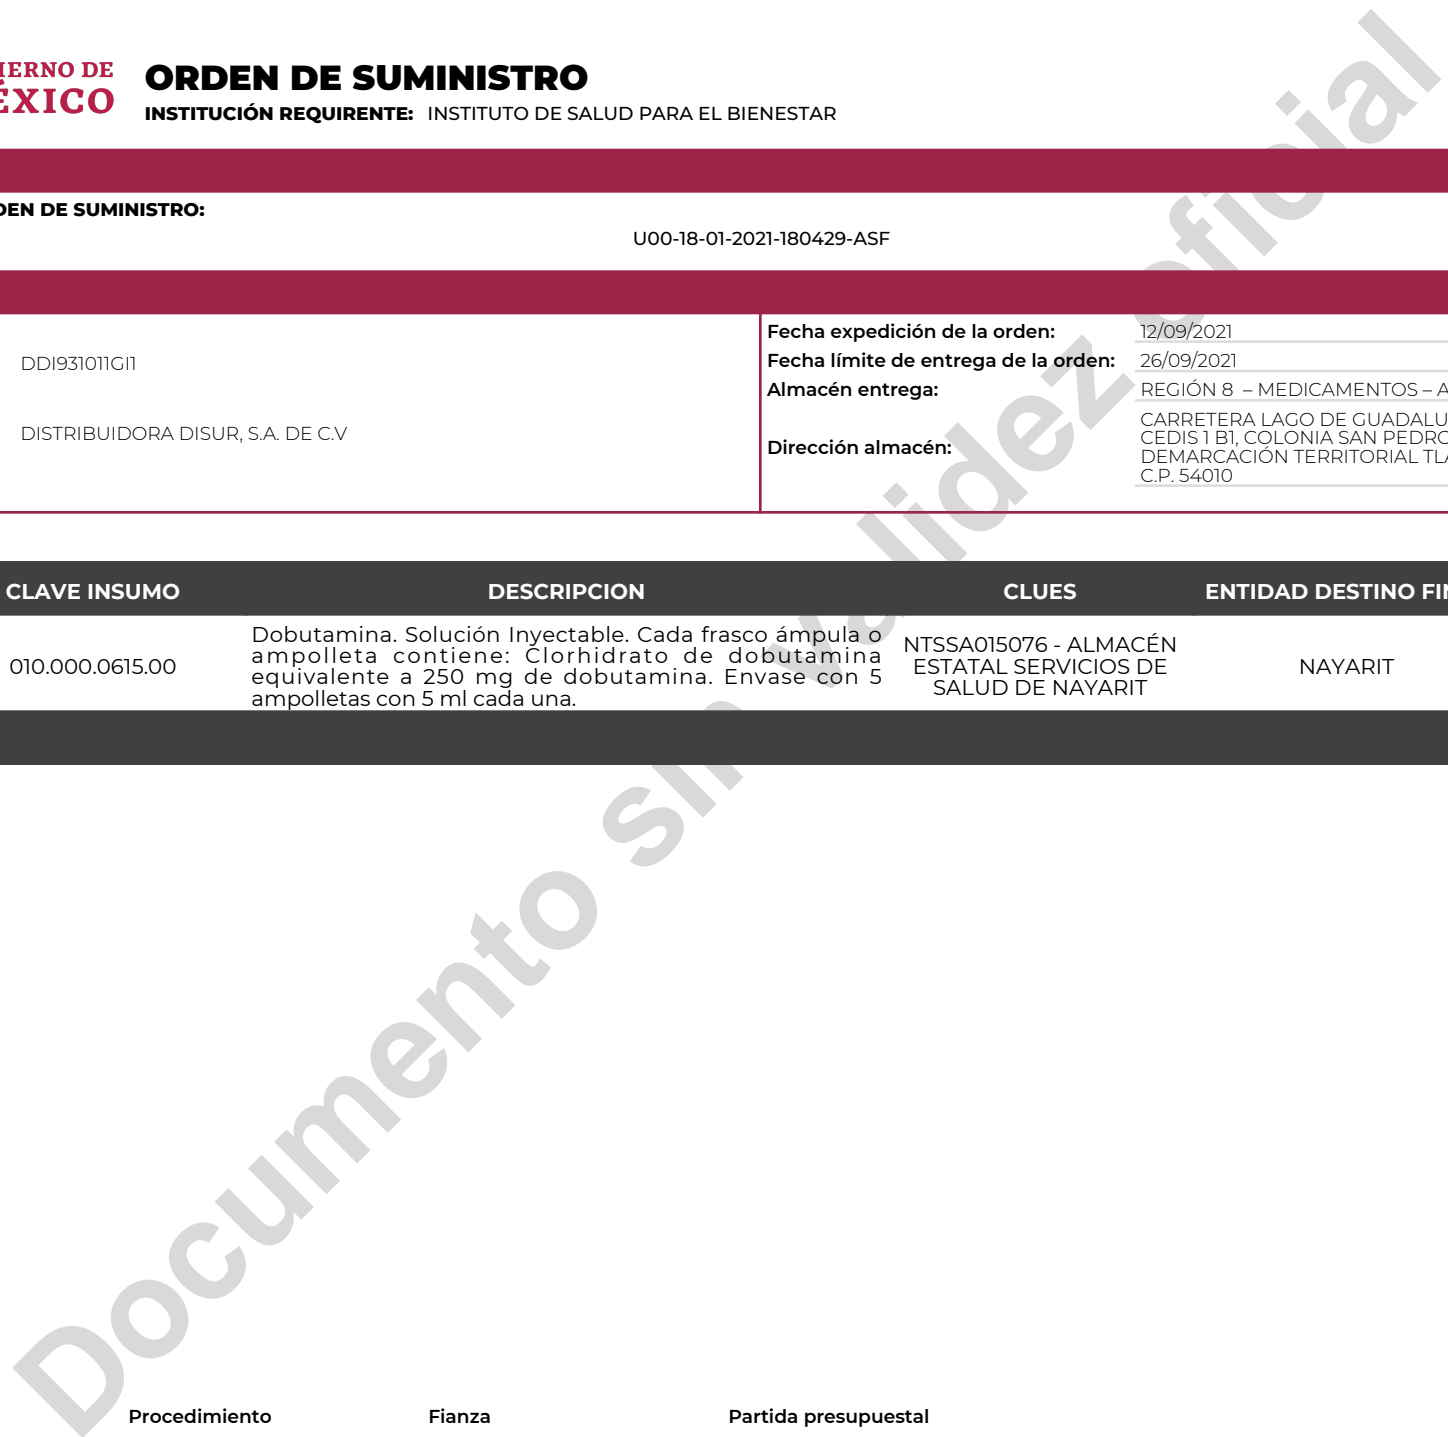 IERNO DE
ÉXICO
ORDEN DE SUMINISTRO
INSTITUCIÓN REQUIRENTE: INSTITUTO DE SALUD PARA EL BIENESTAR
DEN DE SUMINISTRO:
U00-18-01-2021-180429-ASF
DDI931011GI1
DISTRIBUIDORA DISUR, S.A. DE C.V
Fecha expedición de la orden: 12/09/2021
Fecha límite de entrega de la orden: 26/09/2021
Almacén entrega: REGIÓN 8 – MEDICAMENTOS – A
Dirección almacén:
CARRETERA LAGO DE GUADALU
CEDIS 1 B1, COLONIA SAN PEDRO
DEMARCACIÓN TERRITORIAL TLA
C.P. 54010
CLAVE INSUMO DESCRIPCION CLUES ENTIDAD DESTINO FIN
010.000.0615.00
Dobutamina. Solución Inyectable. Cada frasco ámpula o
ampolleta contiene: Clorhidrato de dobutamina
equivalente a 250 mg de dobutamina. Envase con 5
ampolletas con 5 ml cada una.
NTSSA015076 - ALMACÉN
ESTATAL SERVICIOS DE
SALUD DE NAYARIT
NAYARIT
Documento sin validez oficial
Procedimiento Fianza Partida presupuestal